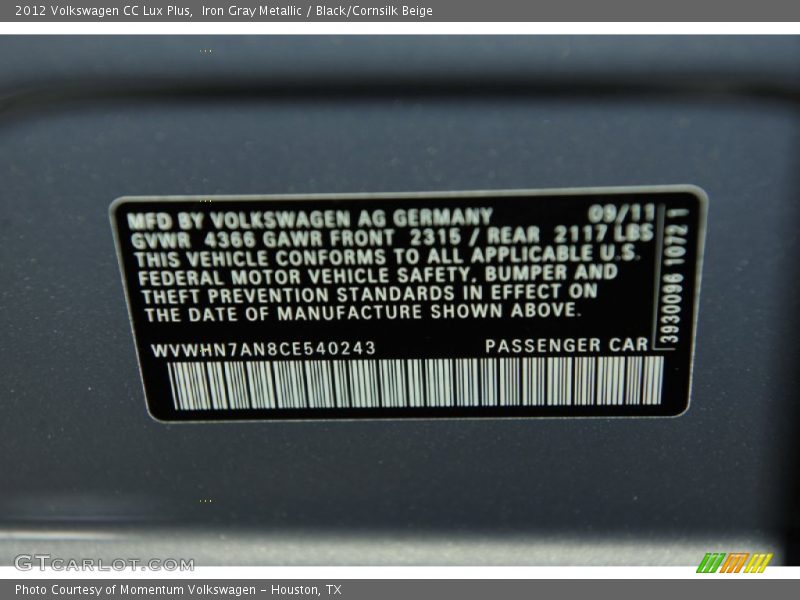 2012 Volkswagen CC Lux Plus,  Iron Gray Metallic / Black/Cornsilk Beige
MFD BY VOLKSWAGEN AG GERMANY 09/11
GVWR 4366 GAWR FRONT 2315 / REAR 2117 LBS
THIS VEHICLE CONFORMS TO ALL APPLICABLE U.S.
FEDERAL MOTOR VEHICLE SAFETY, BUMPER AND
THEFT PREVENTION STANDARDS IN EFFECT ON
THE DATE OF MANUFACTURE SHOWN ABOVE.
WVWHN7AN8CE540243 PASSENGER CAR
3930096 1072 1
GTCARLOT.COM
Photo Courtesy of Momentum Volkswagen - Houston, TX